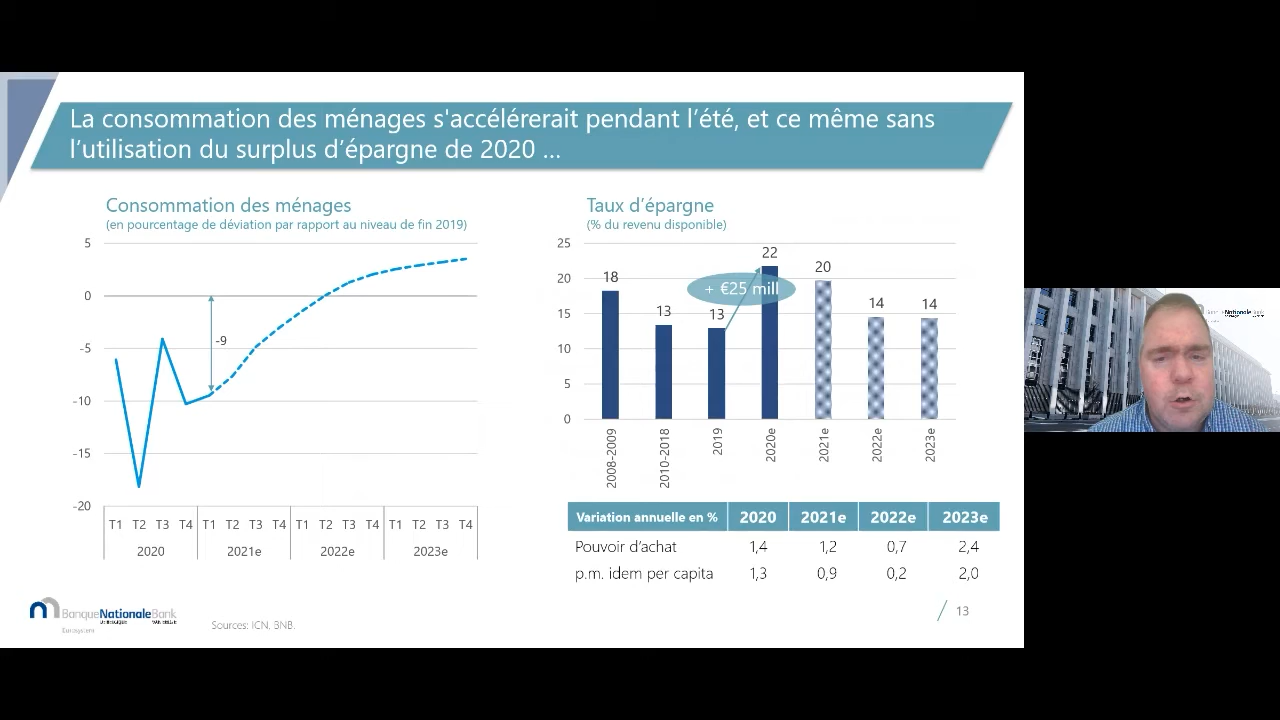 La consommation des ménages s'accélérerait pendant l’été, et ce même sans
l’utilisation du surplus d’épargne de 2020 ...
Consommation des ménages
(en pourcentage de déviation par rapport au niveau de fin 2019)
5
0
-5
-10
-15
-20
-9
T1 T2 T3 T4 T1 T2 T3 T4 T1 T2 T3 T4 T1 T2 T3 T4
2020 2021e 2022e 2023e
Taux d’épargne
(% du revenu disponible)
25
20
15
10
5
0
18 13 13 22 20 14 14
+ €25 mill
2008-2009 2010-2018 2019 2020e 2021e 2022e 2023e
Variation annuelle en % 2020 2021e 2022e 2023e
Pouvoir d’achat 1,4 1,2 0,7 2,4
p.m. idem per capita 1,3 0,9 0,2 2,0
BanqueNationaleBank
Eurosystem
Sources: ICN, BNB.
13
NationaleBank